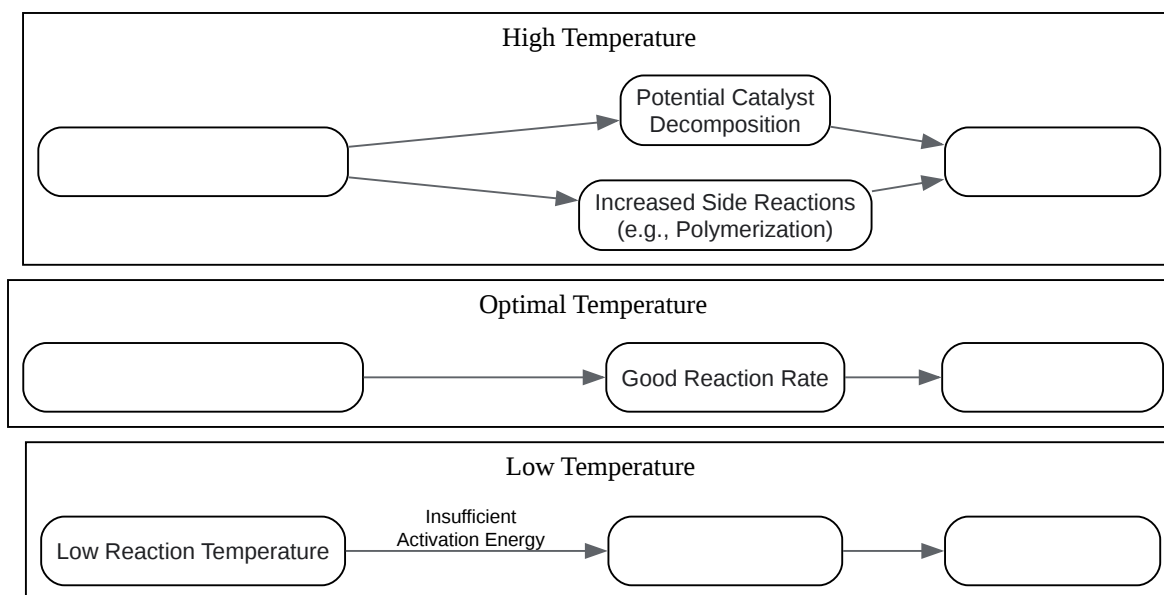 High Temperature
Potential Catalyst
Decomposition
Increased Side Reactions
(e.g., Polymerization)
Optimal Temperature
Good Reaction Rate
Low Temperature
Low Reaction Temperature
Insufficient
Activation Energy